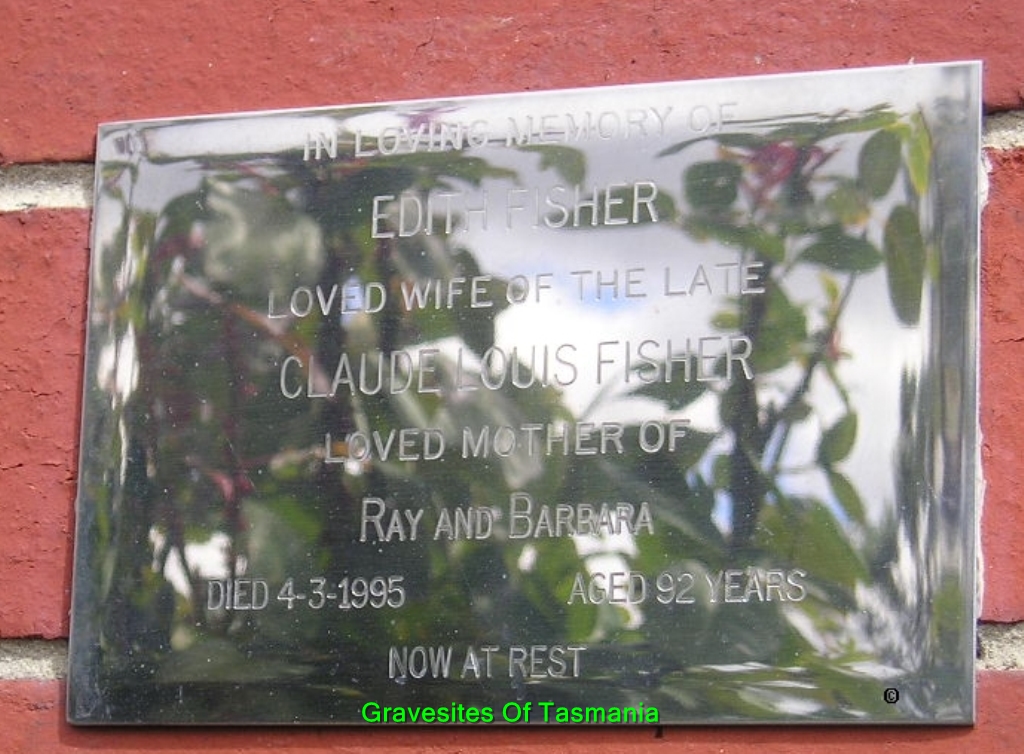 IN LOVING MEMORY OF
EDITH FISHER
LOVED WIFE OF THE LATE
CLAUDE LOUIS FISHER
LOVED MOTHER OF
RAY AND BARBARA
DIED 4-3-1995 AGED 92 YEARS
NOW AT REST
©
Gravesites Of Tasmania